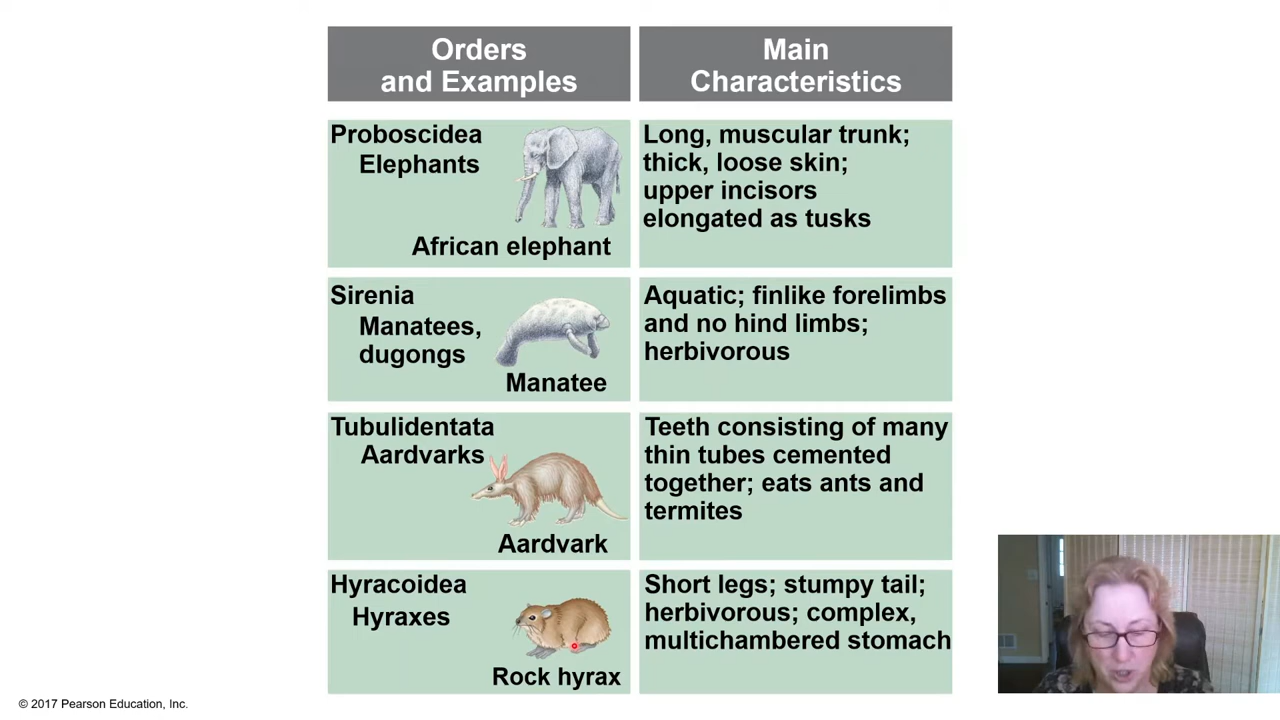 Orders
and Examples
Main
Characteristics
Proboscidea
Elephants
African elephant
Long, muscular trunk;
thick, loose skin;
upper incisors
elongated as tusks
Sirenia
Manatees,
dugongs
Manatee
Aquatic; finlike forelimbs
and no hind limbs;
herbivorous
Tubulidentata
Aardvarks
Aardvark
Teeth consisting of many
thin tubes cemented
together; eats ants and
termites
Hyracoidea
Hyraxes
Rock hyrax
Short legs; stumpy tail;
herbivorous; complex,
multichambered stomach
© 2017 Pearson Education, Inc.